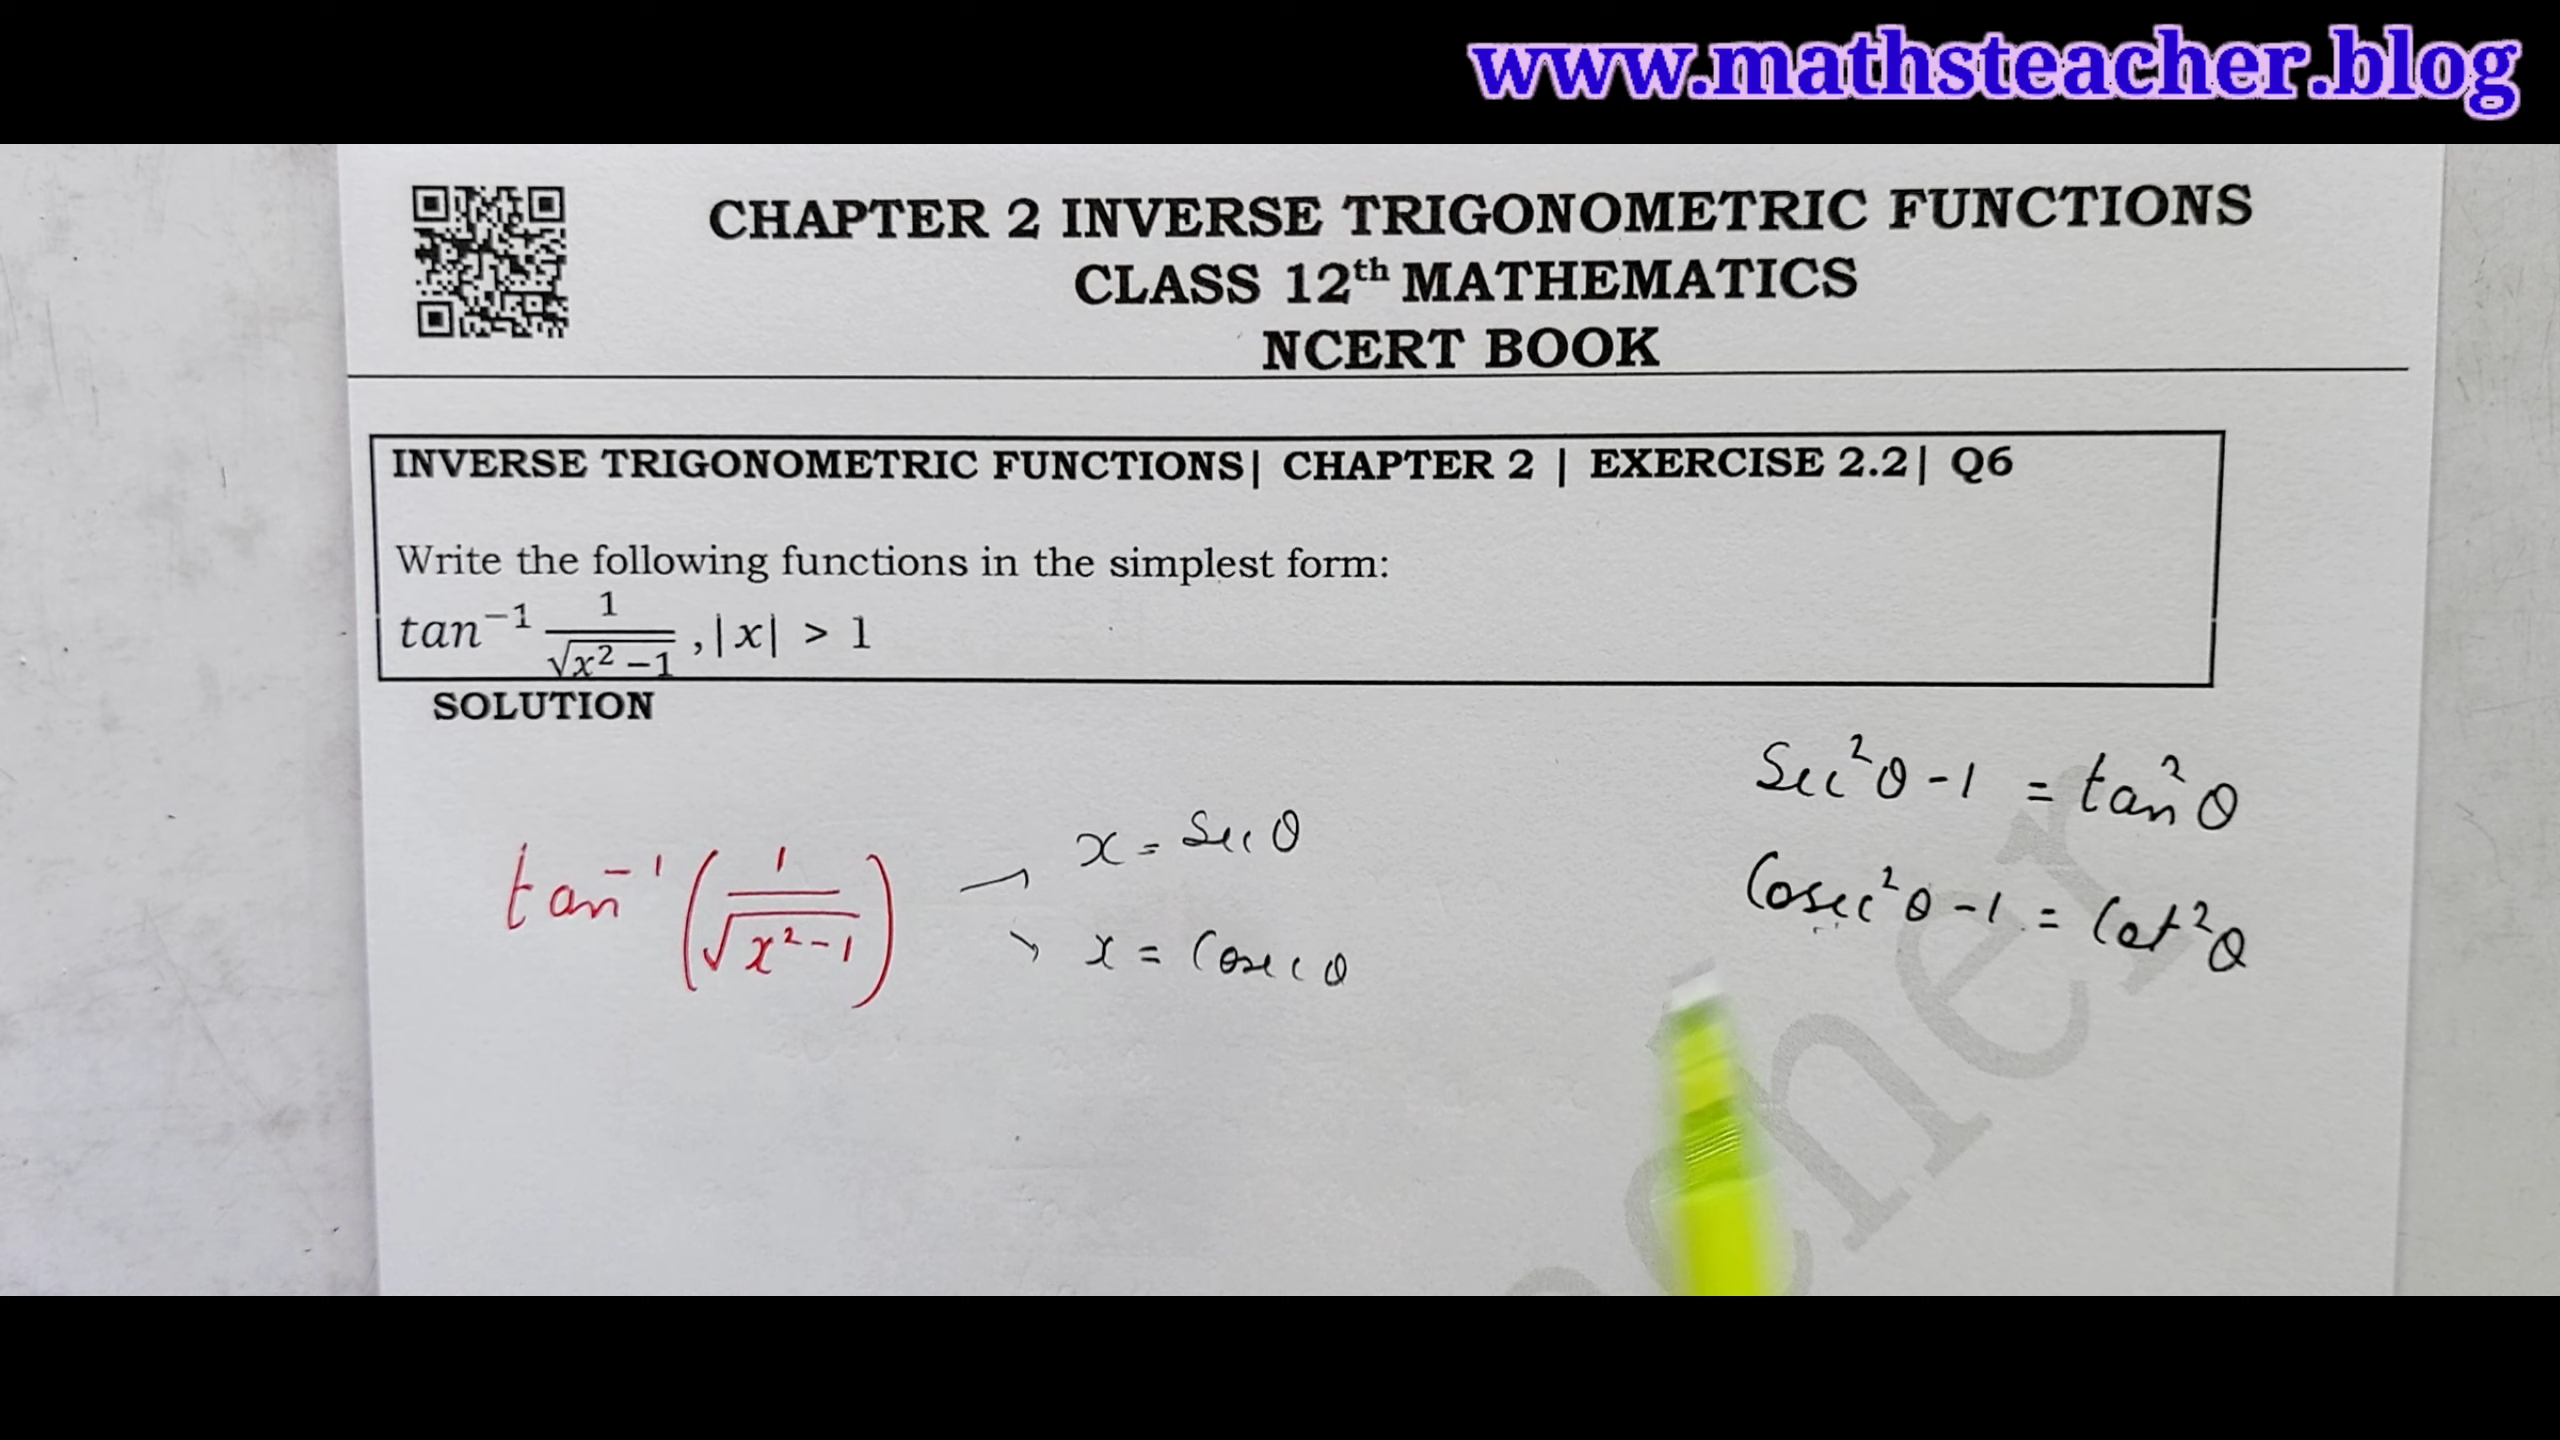 www.mathsteacher.blog
CHAPTER 2 INVERSE TRIGONOMETRIC FUNCTIONS
CLASS 12th MATHEMATICS
NCERT BOOK
INVERSE TRIGONOMETRIC FUNCTIONS| CHAPTER 2 | EXERCISE 2.2| Q6
Write the following functions in the simplest form:
tan⁻¹ 1/√x² −1 , |x| > 1
SOLUTION
tan⁻¹ (1/√x²-1)
x = Sec θ
x = Cosec θ
Sec²θ - 1 = tan²θ
Cosec²θ - 1 = Cot²θ